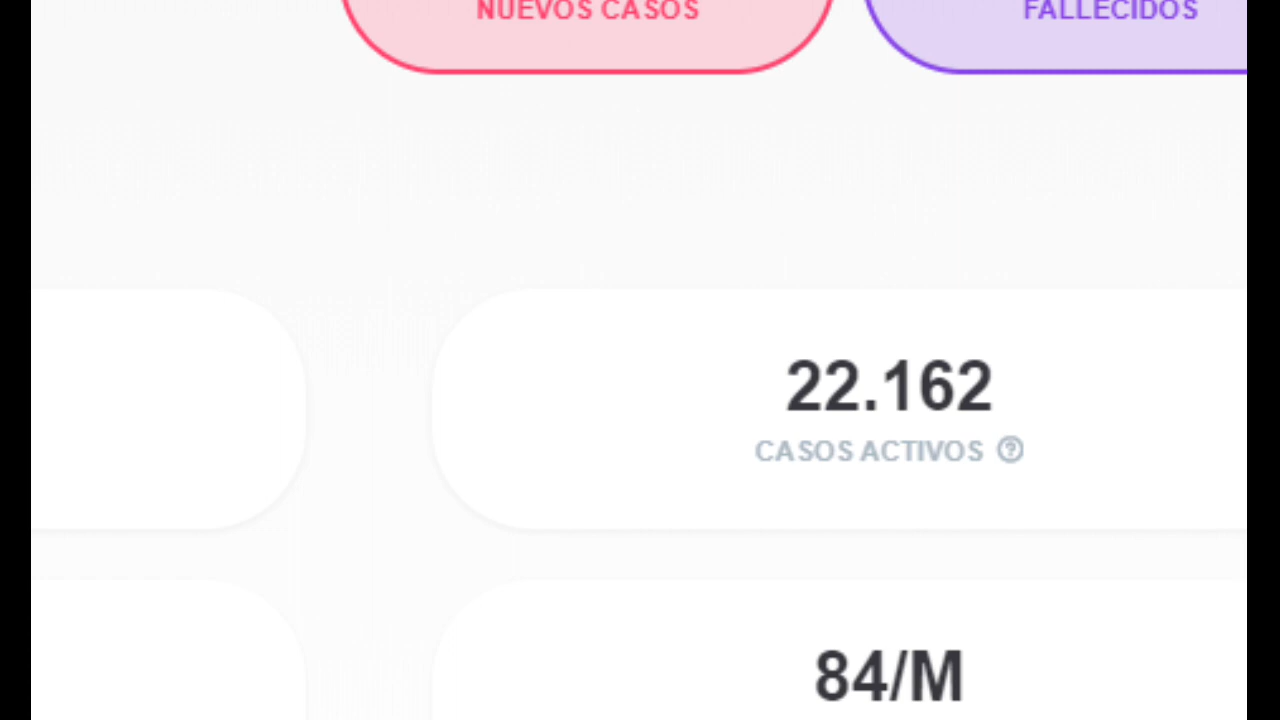 NUEVOS CASOS
FALLECIDOS
22.162
CASOS ACTIVOS
84/M